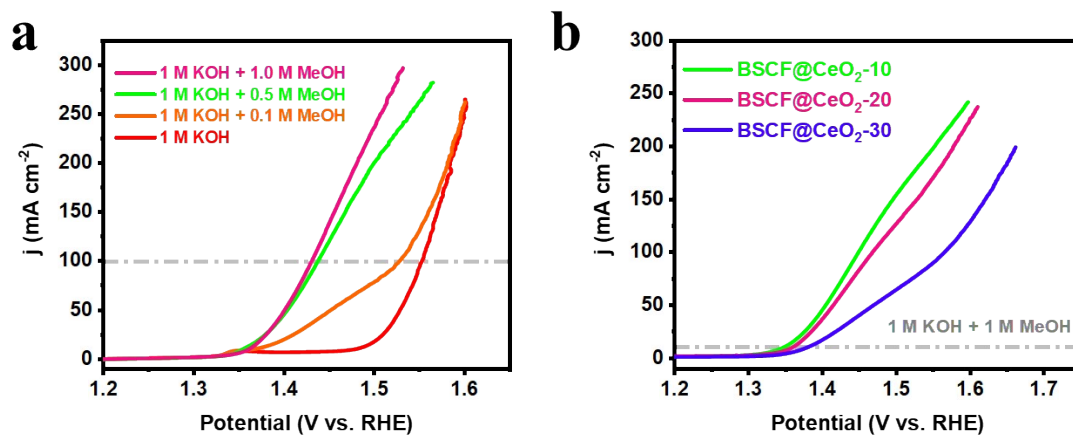 a
300
250
200
150
100
50
0
j (mA cm⁻²)
1 M KOH + 1.0 M MeOH
1 M KOH + 0.5 M MeOH
1 M KOH + 0.1 M MeOH
1 M KOH
1.2 1.3 1.4 1.5 1.6
Potential (V vs. RHE)
b
300
250
200
150
100
50
0
j (mA cm⁻²)
BSCF@CeO₂-10
BSCF@CeO₂-20
BSCF@CeO₂-30
1 M KOH + 1 M MeOH
1.2 1.3 1.4 1.5 1.6 1.7
Potential (V vs. RHE)